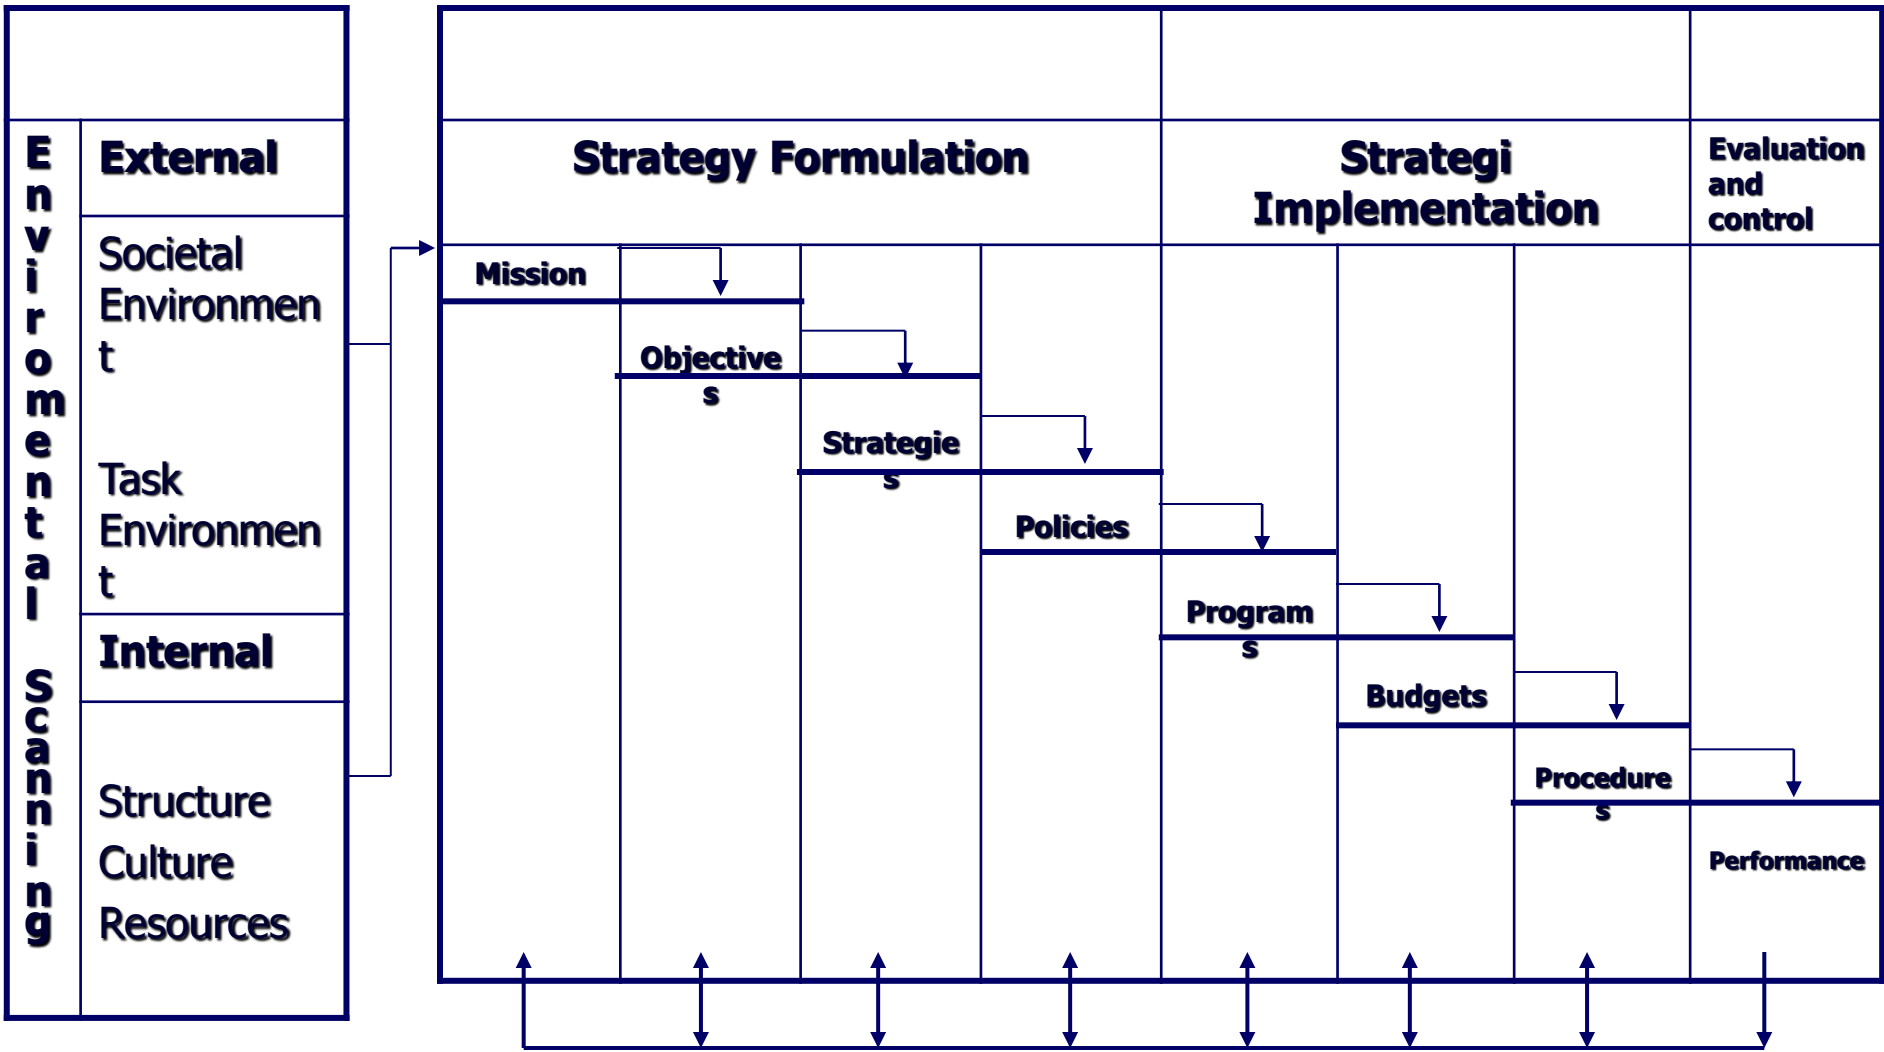 Enviromental Scanning
External
Societal
Environmen
t
Task
Environmen
t
Internal
Structure
Culture
Resources
Strategy Formulation
Strategi
Implementation
Evaluation
and
control
Mission
Objective
s
Strategie
s
Policies
Program
s
Budgets
Procedure
s
Performance